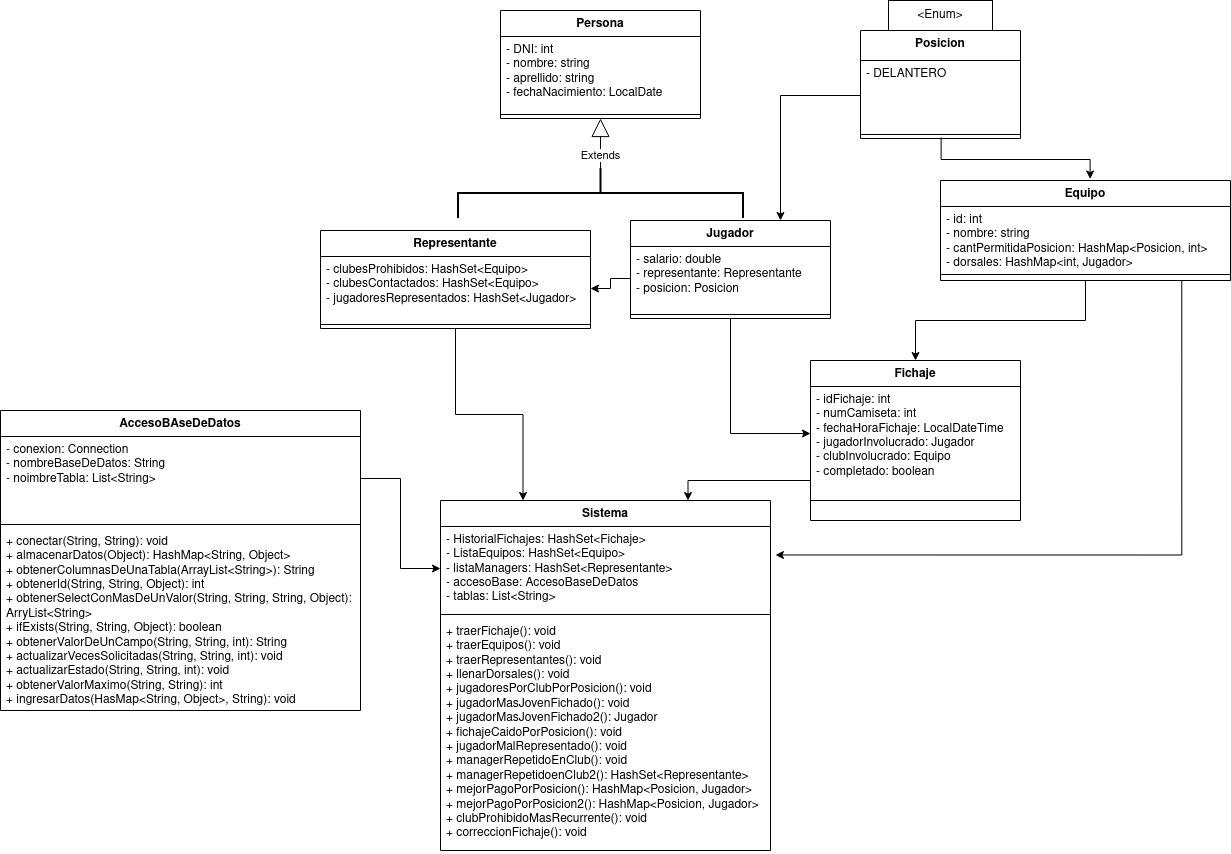 <Enum>
Persona
- DNI: int
- nombre: string
- aprellido: string
- fechaNacimiento: LocalDate
Posicion
- DELANTERO
Extends
Equipo
- id: int
- nombre: string
- cantPermitidaPosicion: HashMap<Posicion, int>
- dorsales: HashMap<int, Jugador>
Representante
- clubesProhibidos: HashSet<Equipo>
- clubesContactados: HashSet<Equipo>
- jugadoresRepresentados: HashSet<Jugador>
Jugador
- salario: double
- representante: Representante
- posicion: Posicion
Fichaje
- idFichaje: int
- numCamiseta: int
- fechaHoraFichaje: LocalDateTime
- jugadorInvolucrado: Jugador
- clubInvolucrado: Equipo
- completado: boolean
AccesoBAseDeDatos
- conexion: Connection
- nombreBaseDeDatos: String
- noimbreTabla: List<String>
+ conectar(String, String): void
+ almacenarDatos(Object): HashMap<String, Object>
+ obtenerColumnasDeUnaTabla(ArrayList<String>): String
+ obtenerId(String, String, Object): int
+ obtenerSelectConMasDeUnValor(String, String, String, Object):
ArryList<String>
+ ifExists(String, String, Object): boolean
+ obtenerValorDeUnCampo(String, String, int): String
+ actualizarVecesSolicitadas(String, String, int): void
+ actualizarEstado(String, String, int): void
+ obtenerValorMaximo(String, String): int
+ ingresarDatos(HasMap<String, Object>, String): void
Sistema
- HistorialFichajes: HashSet<Fichaje>
- ListaEquipos: HashSet<Equipo>
- listaManagers: HashSet<Representante>
- accesoBase: AccesoBaseDeDatos
- tablas: List<String>
+ traerFichaje(): void
+ traerEquipos(): void
+ traerRepresentantes(): void
+ llenarDorsales(): void
+ jugadoresPorClubPorPosicion(): void
+ jugadorMasJovenFichado(): void
+ jugadorMasJovenFichado2(): Jugador
+ fichajeCaidoPorPosicion(): void
+ jugadorMalRepresentado(): void
+ managerRepetidoEnClub(): void
+ managerRepetidoenClub2(): HashSet<Representante>
+ mejorPagoPorPosicion(): HashMap<Posicion, Jugador>
+ mejorPagoPorPosicion2(): HashMap<Posicion, Jugador>
+ clubProhibidoMasRecurrente(): void
+ correccionFichaje(): void